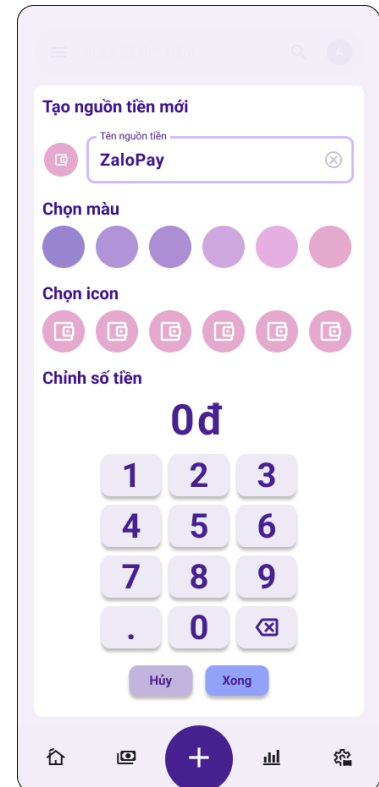 Tạo nguồn tiền mới
Tên nguồn tiền
ZaloPay
Chọn màu
Chọn icon
Chỉnh số tiền
0đ
1 2 3
4 5 6
7 8 9
. 0
Hủy Xong